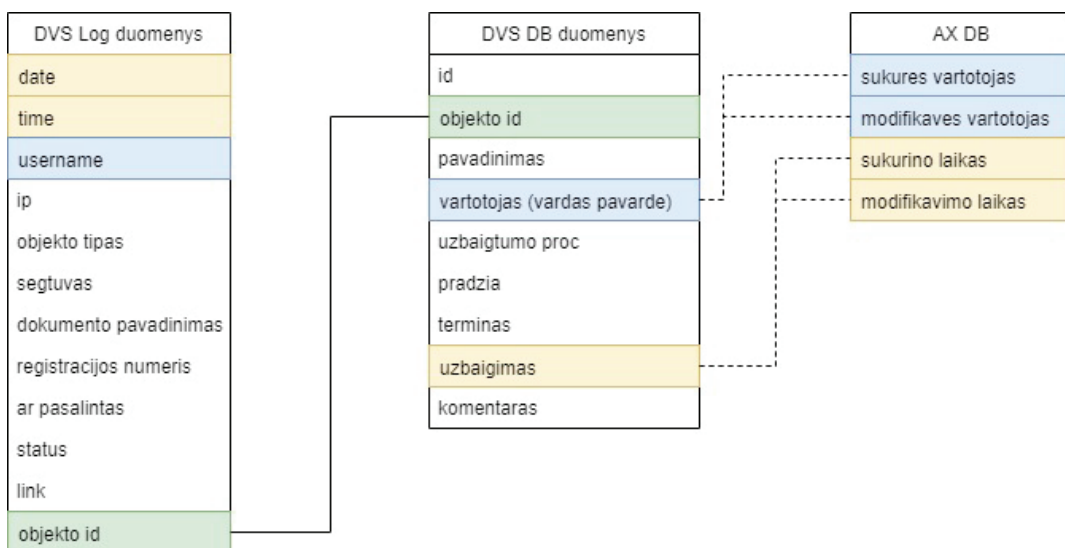 DVS Log duomenys
date
time
username
ip
objekto tipas
segtuvas
dokumento pavadinimas
registracijos numeris
ar pasalintas
status
link
objekto id
DVS DB duomenys
id
objekto id
pavadinimas
vartotojas (vardas pavarde)
uzbaigtumo proc
pradzia
terminas
uzbaigimas
komentaras
AX DB
sukures vartotojas
modifikaves vartotojas
sukurino laikas
modifikavimo laikas